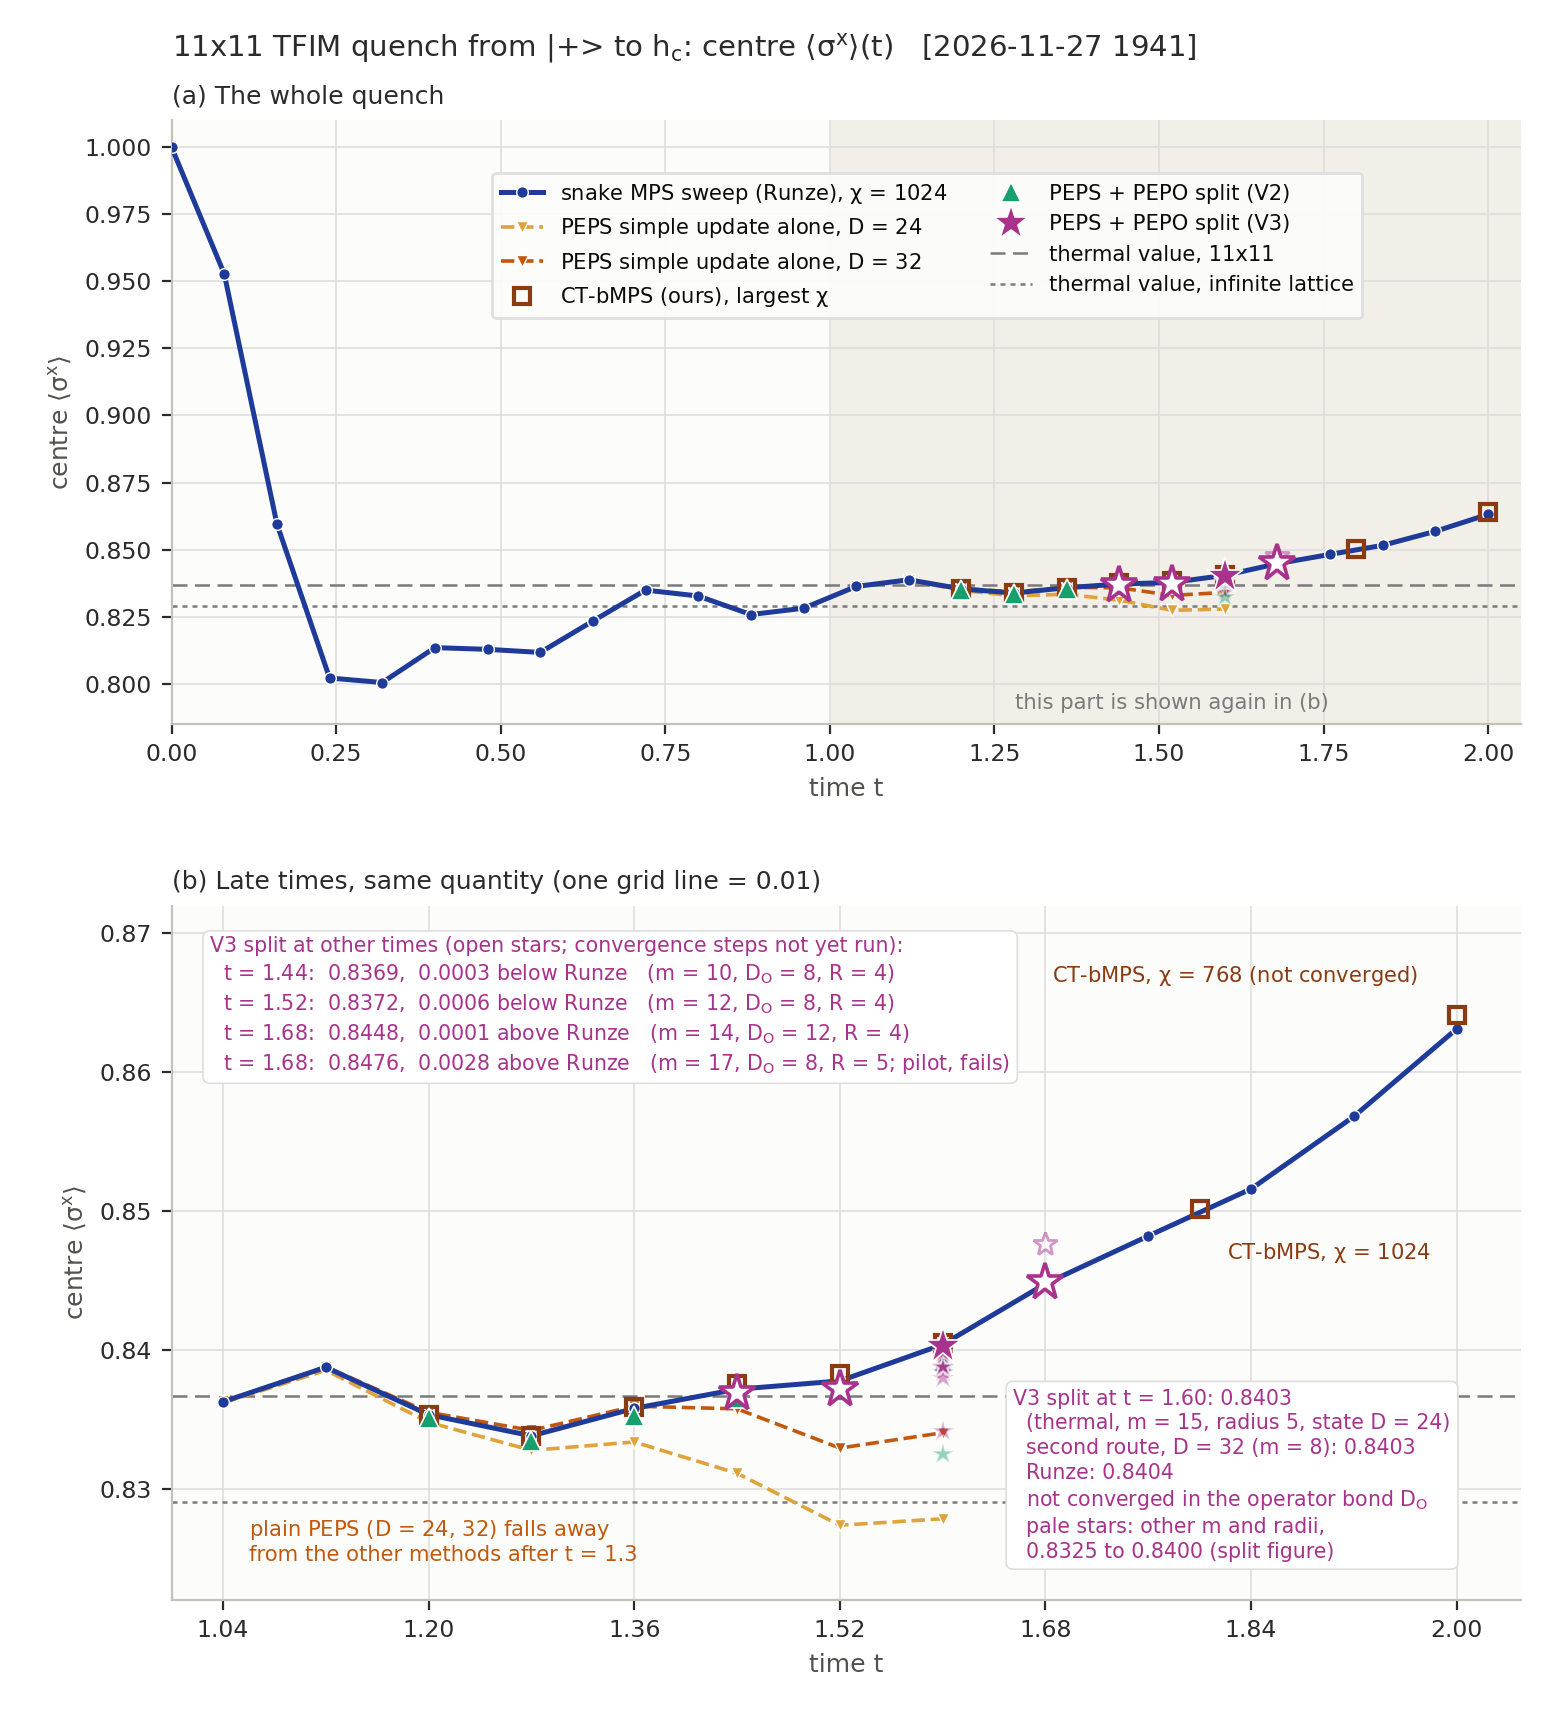 11x11 TFIM quench from |+> to h_c: centre ⟨σ^x⟩(t)   [2026-11-27 1941]
(a) The whole quench
1.000
0.975
0.950
0.925
0.900
0.875
0.850
0.825
0.800
centre ⟨σ^x⟩
snake MPS sweep (Runze), χ = 1024
PEPS simple update alone, D = 24
PEPS simple update alone, D = 32
CT-bMPS (ours), largest χ
PEPS + PEPO split (V2)
PEPS + PEPO split (V3)
thermal value, 11x11
thermal value, infinite lattice
this part is shown again in (b)
0.00 0.25 0.50 0.75 1.00 1.25 1.50 1.75 2.00
time t
(b) Late times, same quantity (one grid line = 0.01)
0.87
0.86
0.85
0.84
0.83
centre ⟨σ^x⟩
V3 split at other times (open stars; convergence steps not yet run):
t = 1.44: 0.8369, 0.0003 below Runze (m = 10, D_O = 8, R = 4)
t = 1.52: 0.8372, 0.0006 below Runze (m = 12, D_O = 8, R = 4)
t = 1.68: 0.8448, 0.0001 above Runze (m = 14, D_O = 12, R = 4)
t = 1.68: 0.8476, 0.0028 above Runze (m = 17, D_O = 8, R = 5; pilot, fails)
CT-bMPS, χ = 768 (not converged)
CT-bMPS, χ = 1024
V3 split at t = 1.60: 0.8403
(thermal, m = 15, radius 5, state D = 24)
second route, D = 32 (m = 8): 0.8403
Runze: 0.8404
not converged in the operator bond D_O
pale stars: other m and radii,
0.8325 to 0.8400 (split figure)
plain PEPS (D = 24, 32) falls away
from the other methods after t = 1.3
1.04 1.20 1.36 1.52 1.68 1.84 2.00
time t